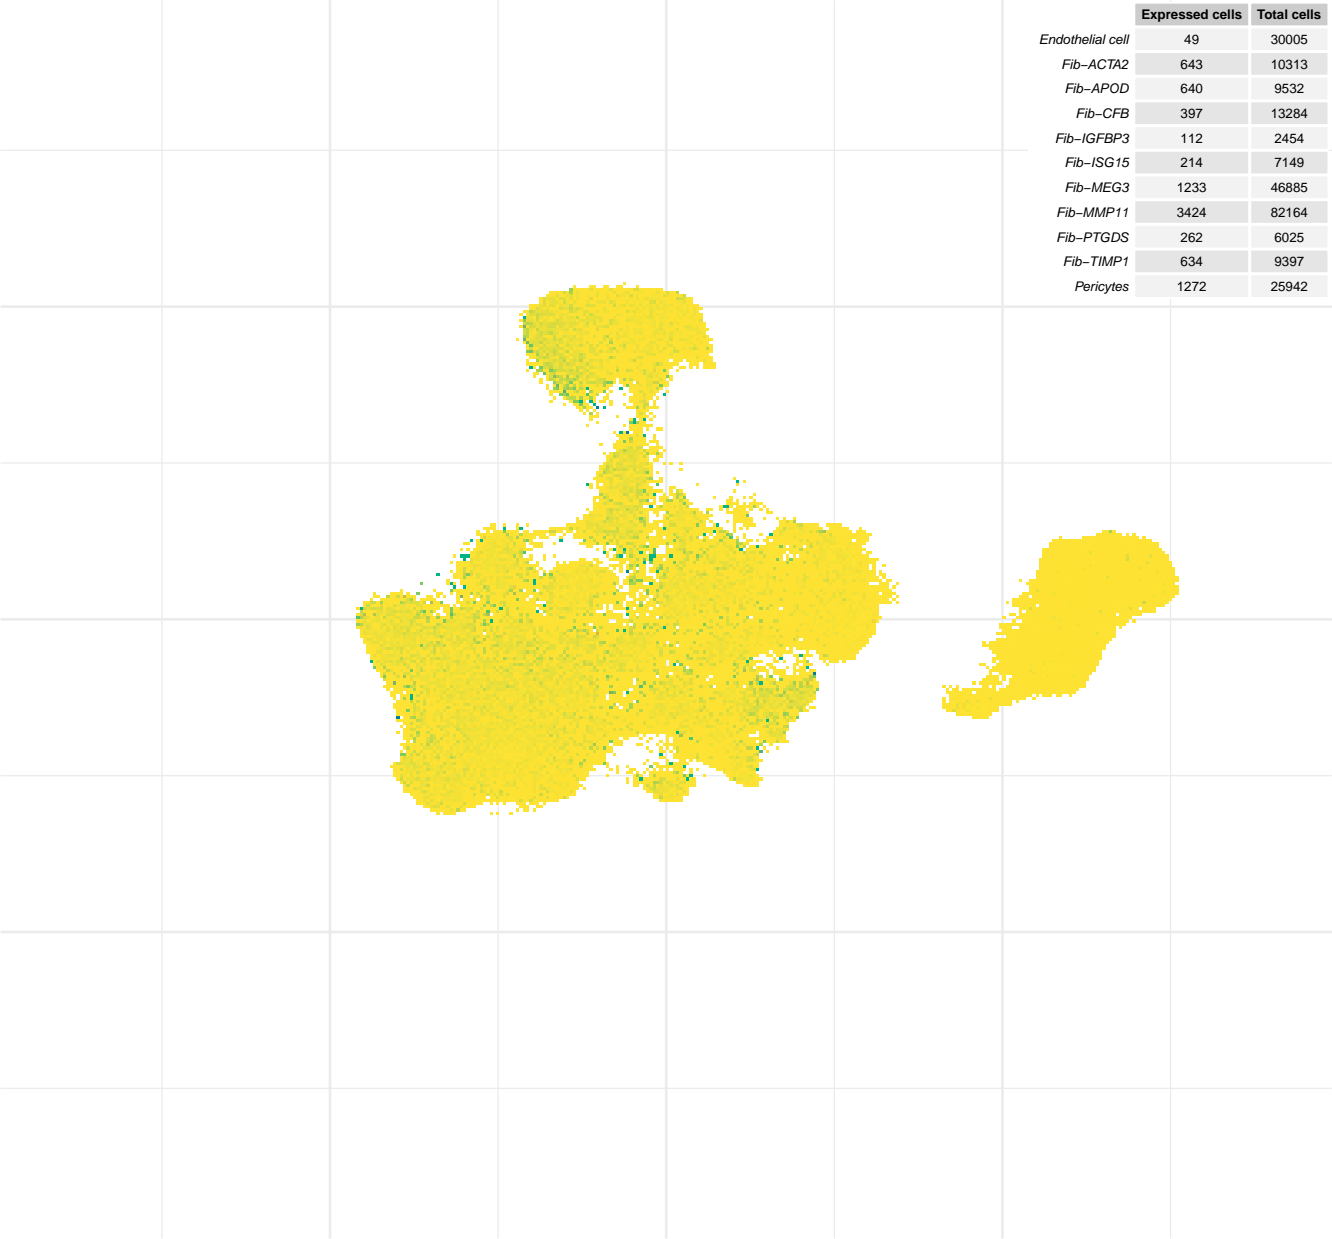 Expressed cells Total cells
Endothelial cell 49 30005
Fib−ACTA2 643 10313
Fib−APOD 640 9532
Fib−CFB 397 13284
Fib−IGFBP3 112 2454
Fib−ISG15 214 7149
Fib−MEG3 1233 46885
Fib−MMP11 3424 82164
Fib−PTGDS 262 6025
Fib−TIMP1 634 9397
Pericytes 1272 25942